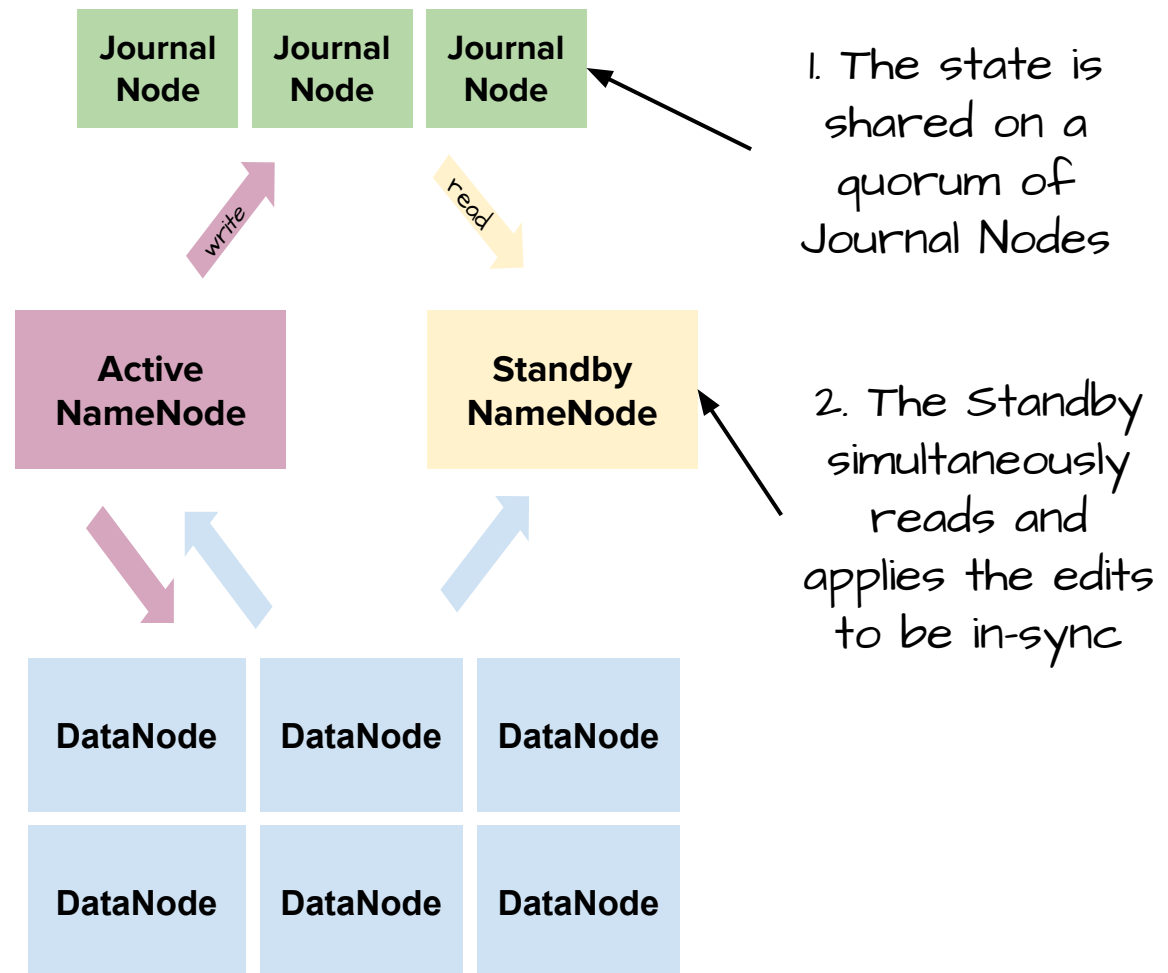 Journal
Node
Journal
Node
Journal
Node
1. The state is
shared on a
quorum of
Journal Nodes
write
read
Active
NameNode
Standby
NameNode
2. The Standby
simultaneously
reads and
applies the edits
to be in-sync
DataNode
DataNode
DataNode
DataNode
DataNode
DataNode